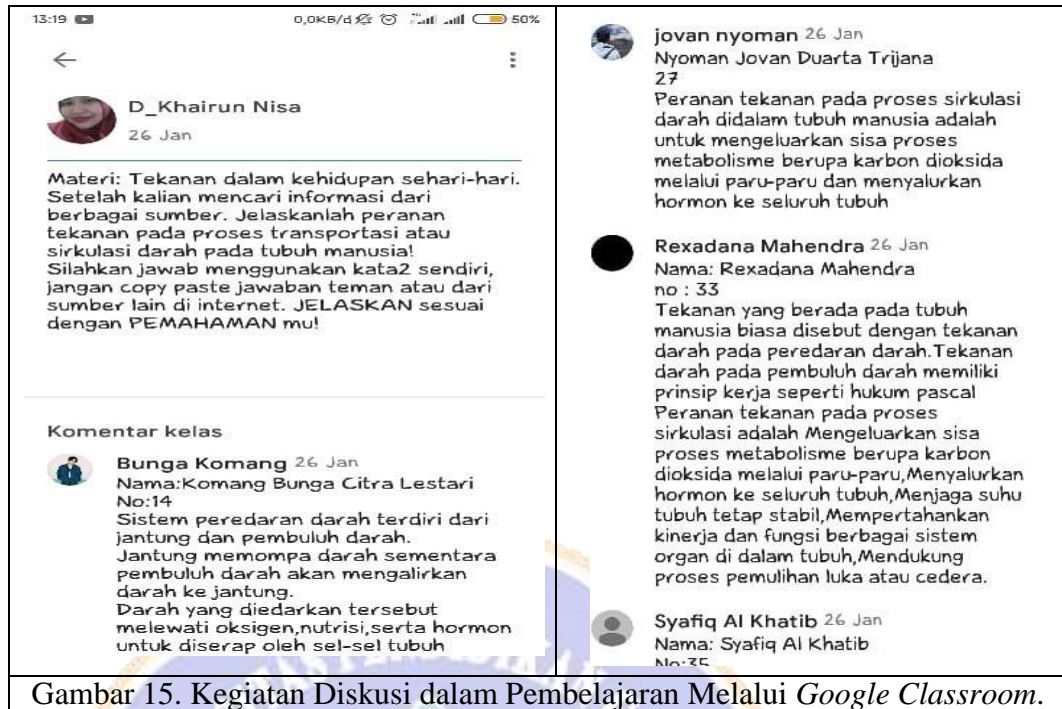 13:19 0,0KB/d 50%
D_Khairun Nisa
26 Jan
Materi: Tekanan dalam kehidupan sehari-hari.
Setelah kalian mencari informasi dari
berbagai sumber. Jelaskanlah peranan
tekanan pada proses transportasi atau
sirkulasi darah pada tubuh manusia!
Silahkan jawab menggunakan kata2 sendiri,
jangan copy paste jawaban teman atau dari
sumber lain di internet. JELASKAN sesuai
dengan PEMAHAMAN mu!
Komentar kelas
Bunga Komang 26 Jan
Nama:Komang Bunga Citra Lestari
No:14
Sistem peredaran darah terdiri dari
jantung dan pembuluh darah.
Jantung memompa darah sementara
pembuluh darah akan mengalirkan
darah ke jantung.
Darah yang diedarkan tersebut
melewati oksigen,nutrisi,serta hormon
untuk diserap oleh sel-sel tubuh
jovan nyoman 26 Jan
Nyoman Jovan Duarta Trijana
27
Peranan tekanan pada proses sirkulasi
darah didalam tubuh manusia adalah
untuk mengeluarkan sisa proses
metabolisme berupa karbon dioksida
melalui paru-paru dan menyalurkan
hormon ke seluruh tubuh
Rexadana Mahendra 26 Jan
Nama: Rexadana Mahendra
no : 33
Tekanan yang berada pada tubuh
manusia biasa disebut dengan tekanan
darah pada peredaran darah.Tekanan
darah pada pembuluh darah memiliki
prinsip kerja seperti hukum pascal
Peranan tekanan pada proses
sirkulasi adalah Mengeluarkan sisa
proses metabolisme berupa karbon
dioksida melalui paru-paru,Menyalurkan
hormon ke seluruh tubuh,Menjaga suhu
tubuh tetap stabil,Mempertahankan
kinerja dan fungsi berbagai sistem
organ di dalam tubuh,Mendukung
proses pemulihan luka atau cedera.
Syafiq Al Khatib 26 Jan
Nama: Syafiq Al Khatib
No:35
Gambar 15. Kegiatan Diskusi dalam Pembelajaran Melalui Google Classroom.